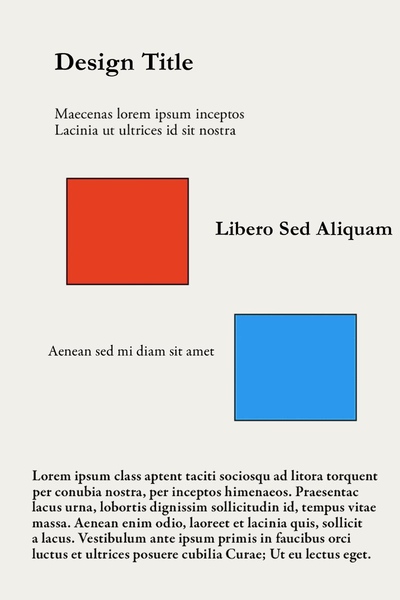 Design Title
Maecenas lorem ipsum inceptos
Lacinia ut ultrices id sit nostra
Libero Sed Aliquam
Aenean sed mi diam sit amet
Lorem ipsum class aptent taciti sociosqu ad litora torquent
per conubia nostra, per inceptos himenaeos. Praesentac
lacus urna, lobortis dignissim sollicitudin id, tempus vitae
massa. Aenean enim odio, laoreet et lacinia quis, sollicit
a lacus. Vestibulum ante ipsum primis in faucibus orci
luctus et ultrices posuere cubilia Curae; Ut eu lectus eget.